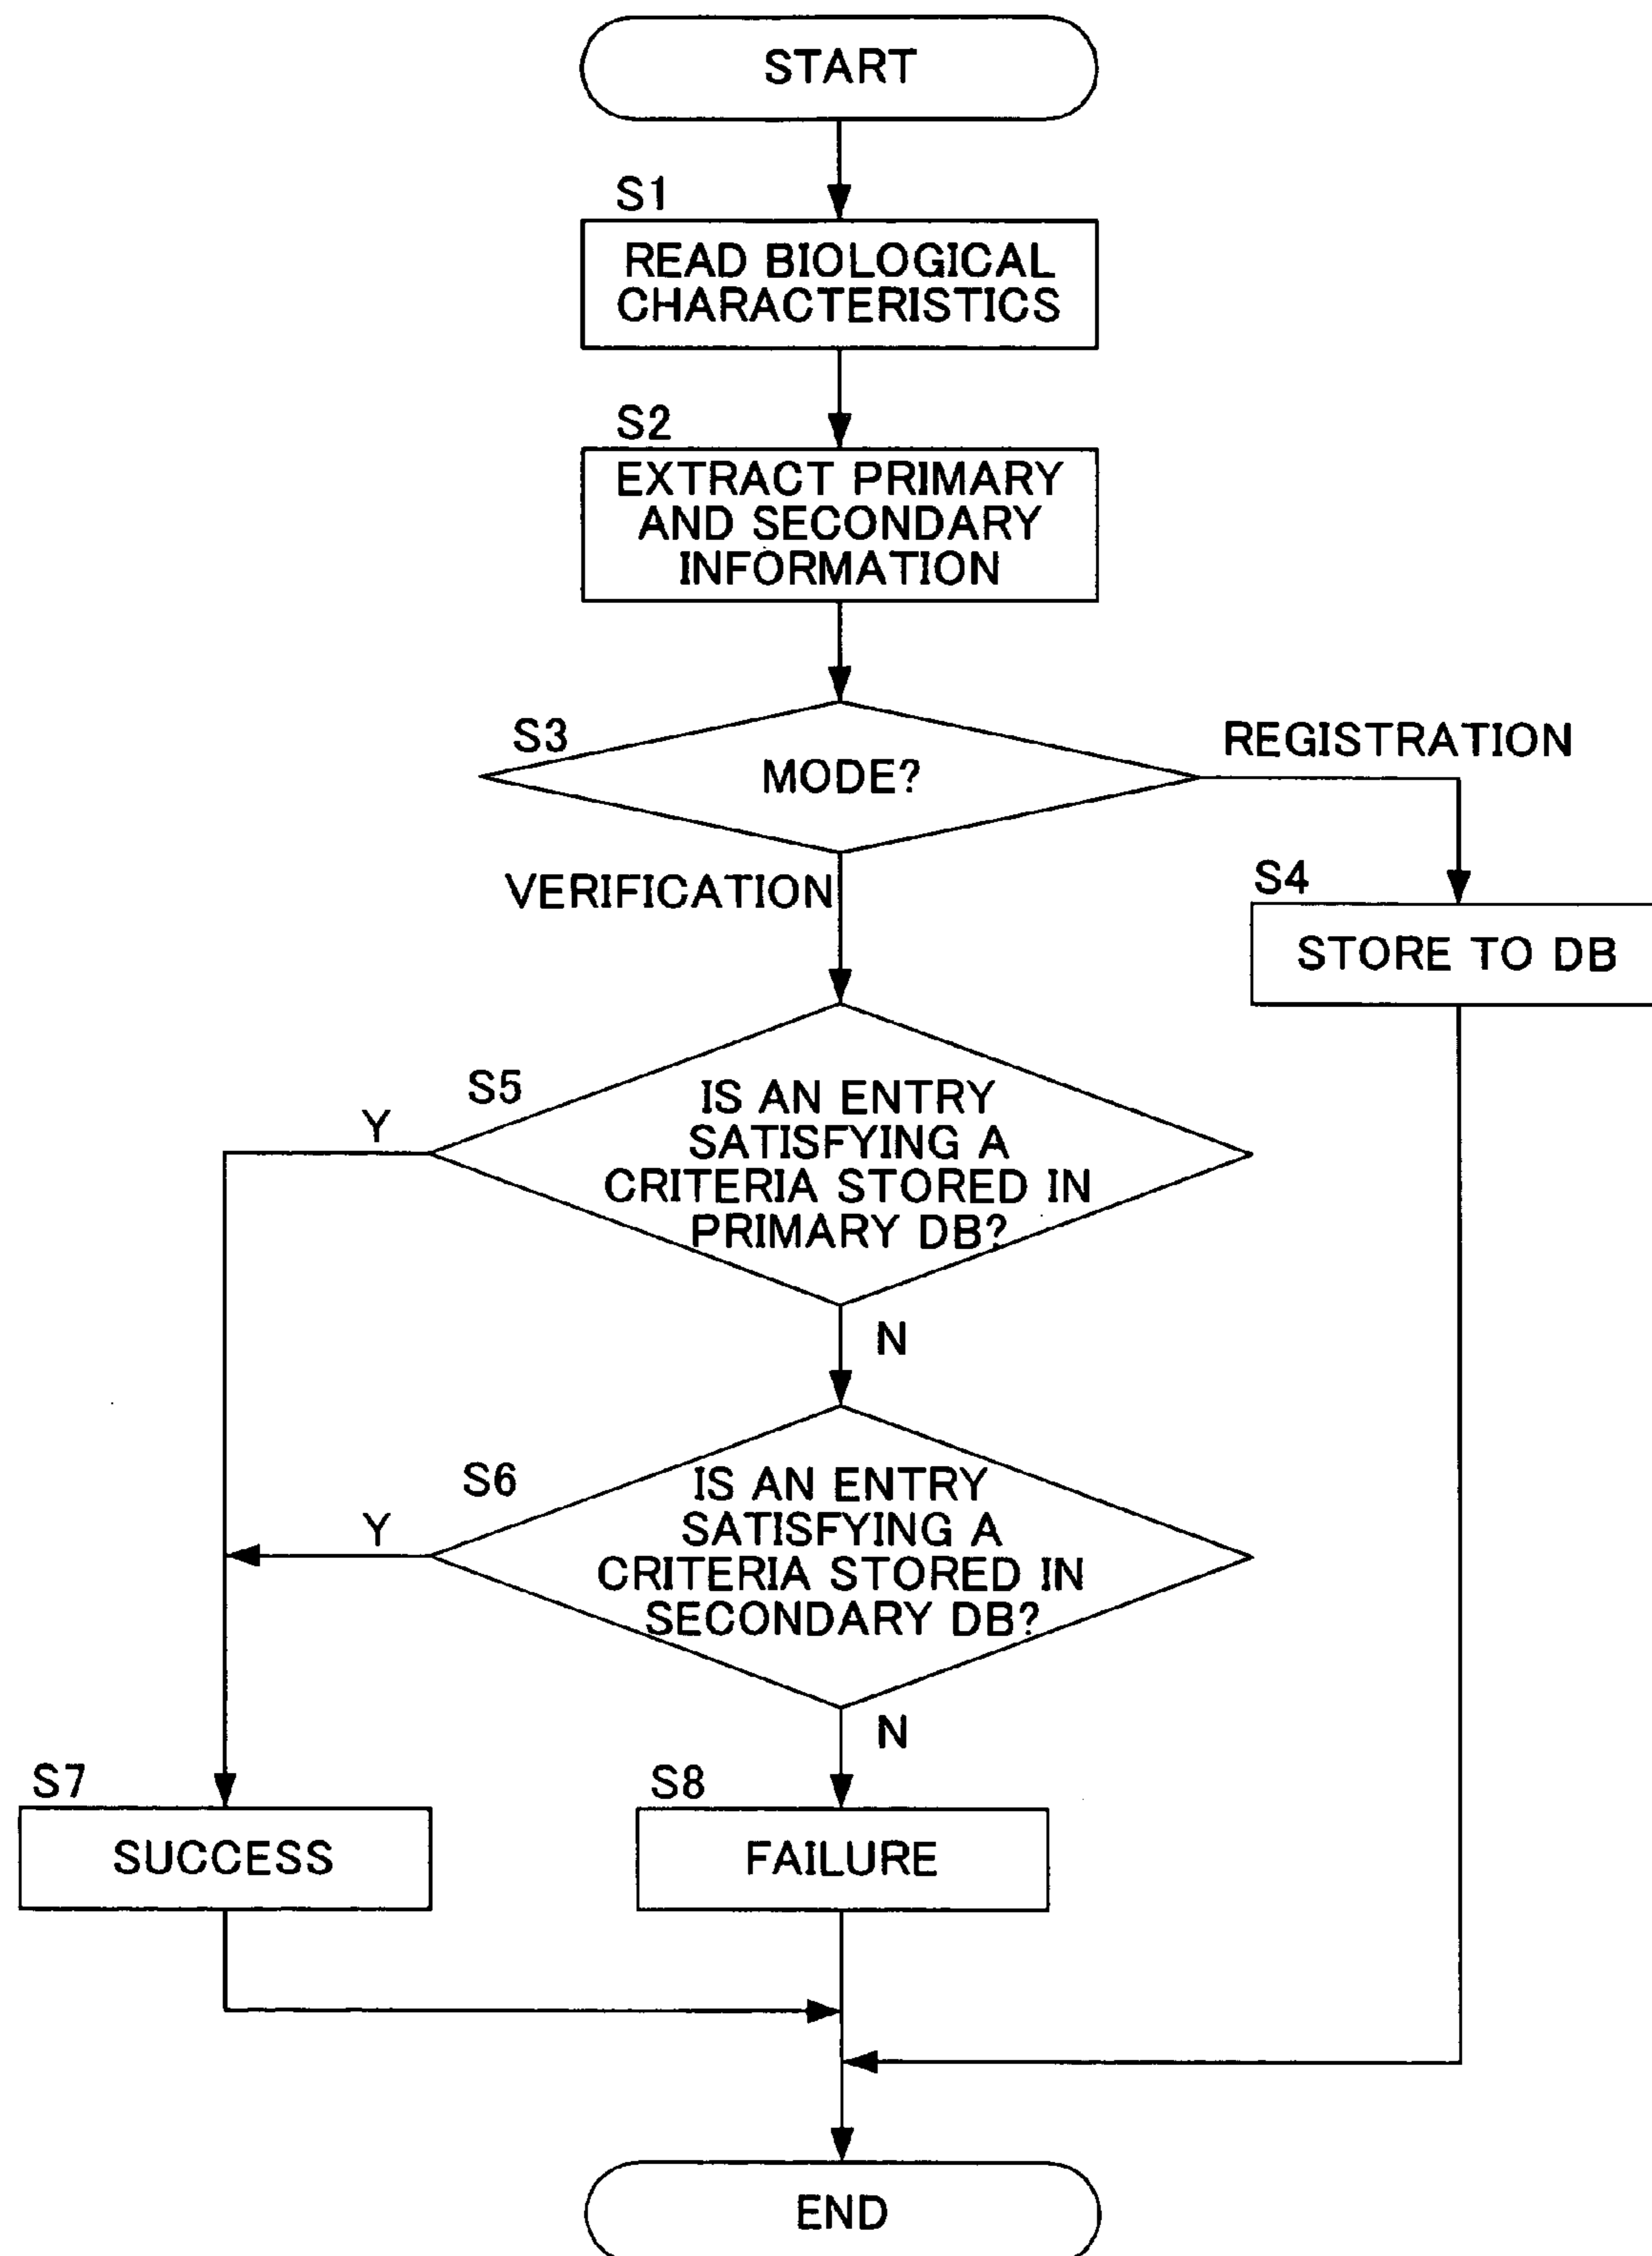 START
S1
READ BIOLOGICAL
CHARACTERISTICS
S2
EXTRACT PRIMARY
AND SECONDARY
INFORMATION
S3
MODE?
REGISTRATION
VERIFICATION
S4
STORE TO DB
S5
Y
IS AN ENTRY
SATISFYING A
CRITERIA STORED IN
PRIMARY DB?
N
S6
Y
IS AN ENTRY
SATISFYING A
CRITERIA STORED IN
SECONDARY DB?
N
S7
SUCCESS
S8
FAILURE
END